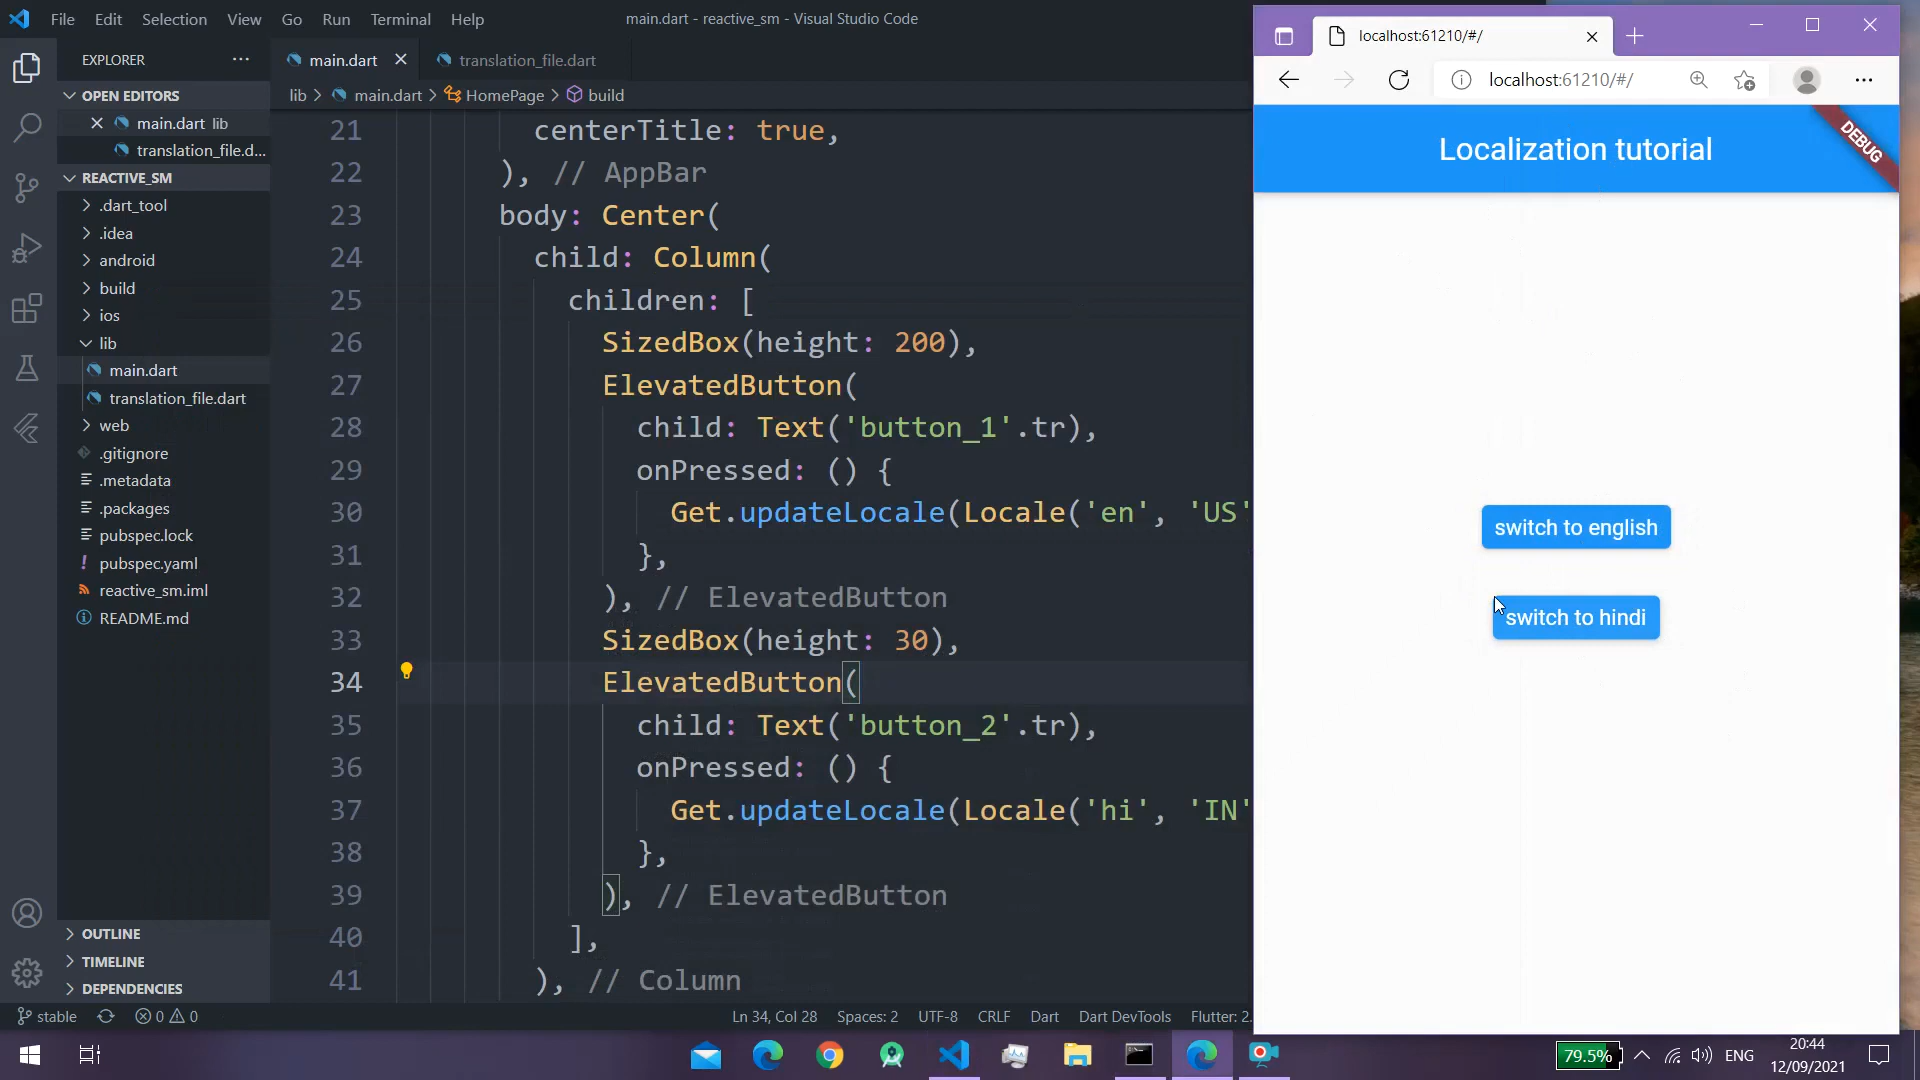 File Edit Selection View Go Run Terminal Help
main.dart - reactive_sm - Visual Studio Code
EXPLORER
OPEN EDITORS
main.dart lib
translation_file.d...
REACTIVE_SM
.dart_tool
.idea
android
build
ios
lib
main.dart
translation_file.dart
web
.gitignore
.metadata
.packages
pubspec.lock
pubspec.yaml
reactive_sm.iml
README.md
OUTLINE
TIMELINE
DEPENDENCIES
main.dart translation_file.dart
lib > main.dart > HomePage > build
21 centerTitle: true,
22 ), // AppBar
23 body: Center(
24 child: Column(
25 children: [
26 SizedBox(height: 200),
27 ElevatedButton(
28 child: Text('button_1'.tr),
29 onPressed: () {
30 Get.updateLocale(Locale('en', 'US'
31 },
32 ), // ElevatedButton
33 SizedBox(height: 30),
34 ElevatedButton(
35 child: Text('button_2'.tr),
36 onPressed: () {
37 Get.updateLocale(Locale('hi', 'IN'
38 },
39 ), // ElevatedButton
40 ],
41 ), // Column
stable 0 0 Ln 34, Col 28 Spaces: 2 UTF-8 CRLF Dart Dart DevTools Flutter: 2.
localhost:61210/#/
localhost:61210/#/
Localization tutorial
DEBUG
switch to english
switch to hindi
79.5% ENG
20:44
12/09/2021